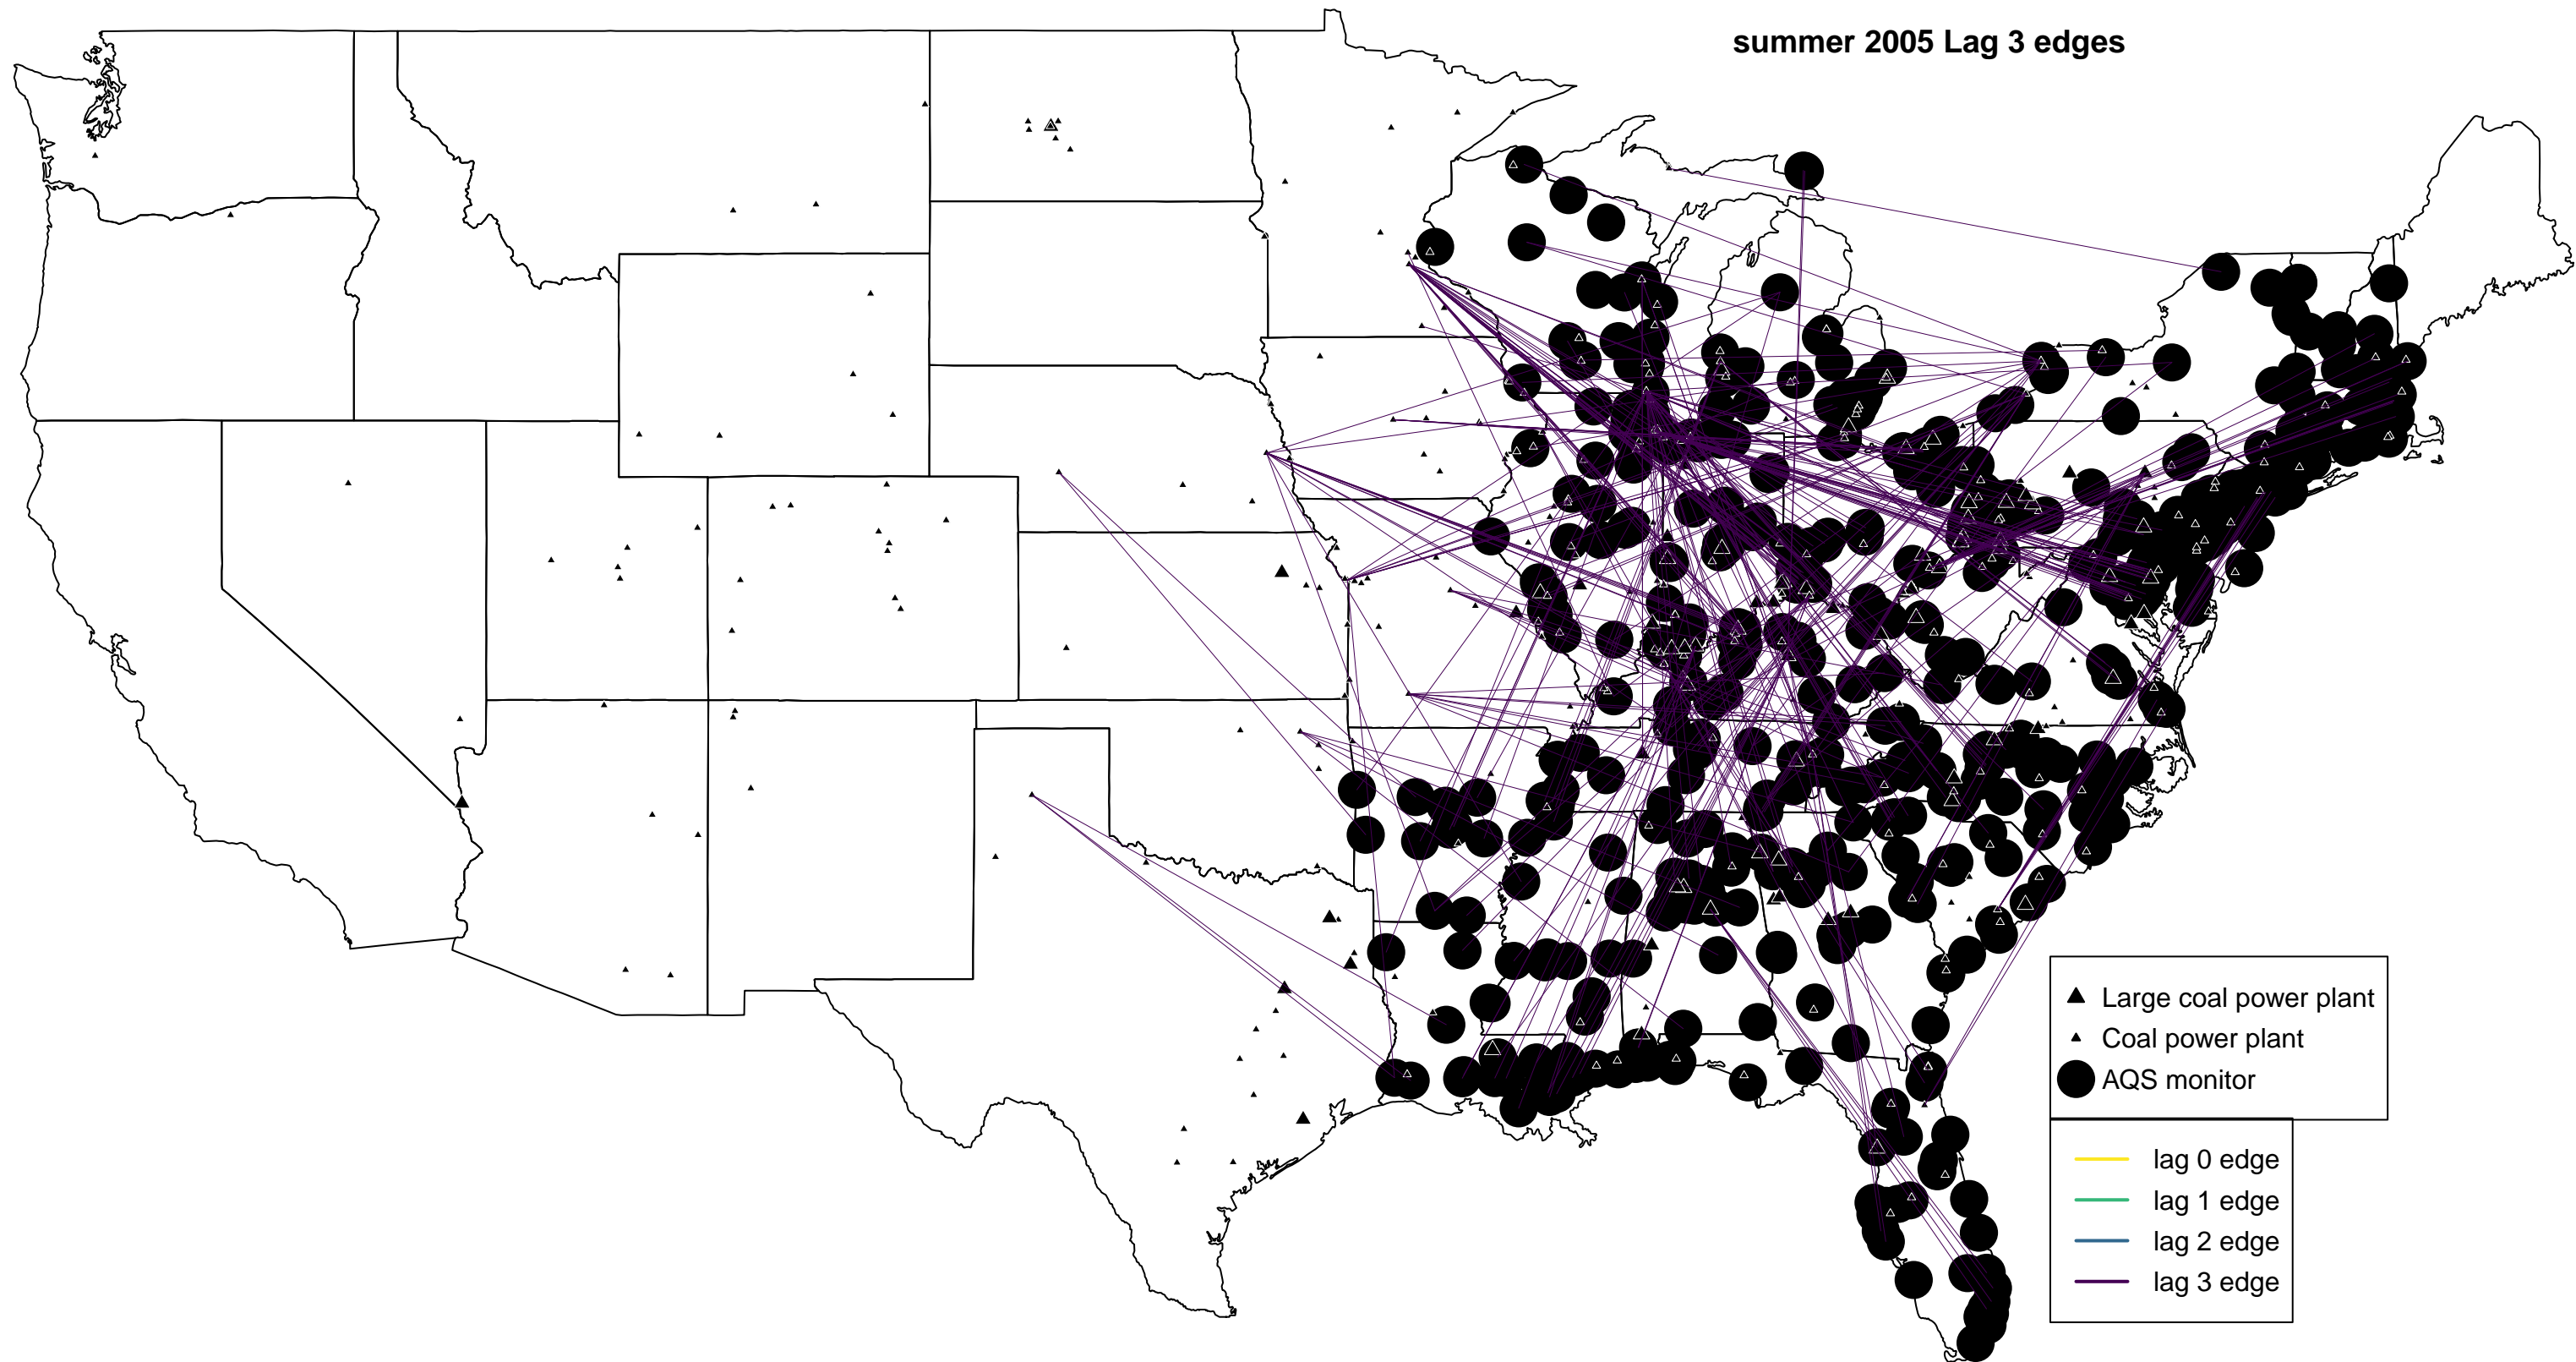 summer 2005 Lag 3 edges
Large coal power plant
Coal power plant
AQS monitor
lag 0 edge
lag 1 edge
lag 2 edge
lag 3 edge